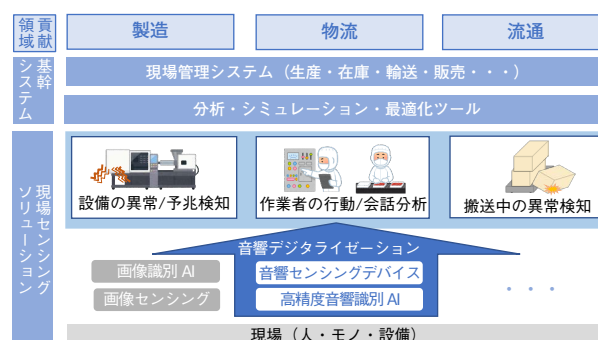 貢献領域
製造
物流
流通
基幹システム
現場管理システム（生産・在庫・輸送・販売・・・）
分析・シミュレーション・最適化ツール
現場センシングソリューション
設備の異常/予兆検知
作業者の行動/会話分析
搬送中の異常検知
音響デジタライゼーション
画像識別 AI
音響センシングデバイス
画像センシング
高精度音響識別 AI
・・・
現場（人・モノ・設備）